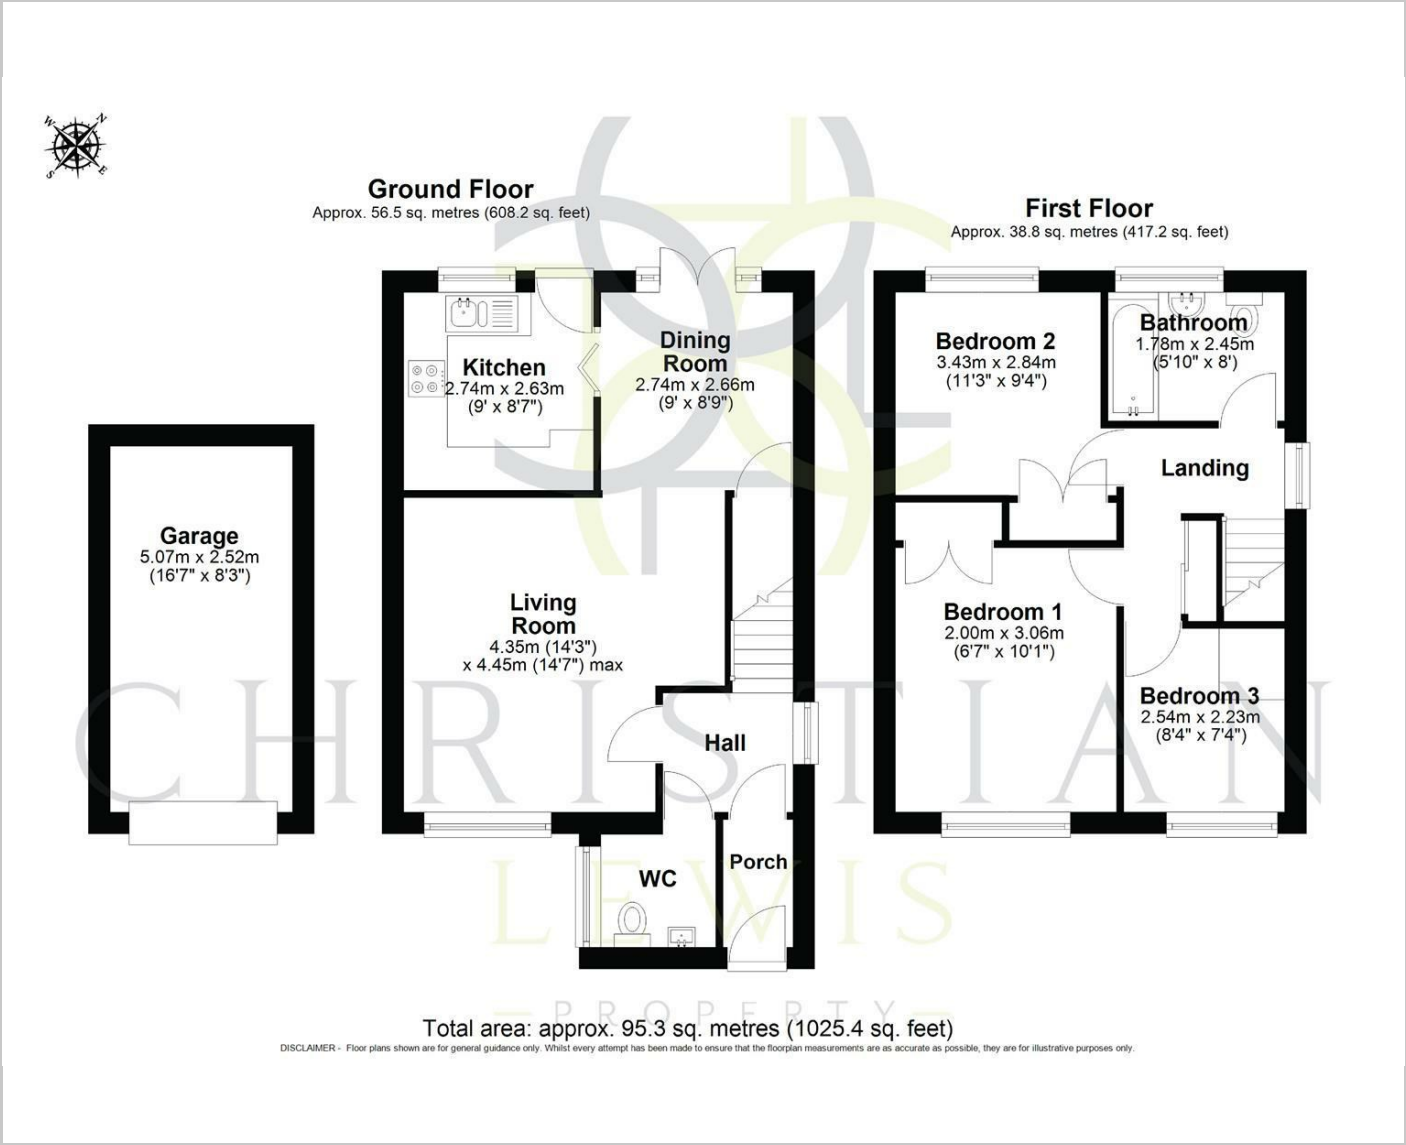 W N
S E
Ground Floor
Approx. 56.5 sq. metres (608.2 sq. feet)
First Floor
Approx. 38.8 sq. metres (417.2 sq. feet)
Kitchen
2.74m x 2.63m
(9' x 8'7")
Dining
Room
2.74m x 2.66m
(9' x 8'9")
Bedroom 2
3.43m x 2.84m
(11'3" x 9'4")
Bathroom
1.78m x 2.45m
(5'10" x 8')
Landing
Garage
5.07m x 2.52m
(16'7" x 8'3")
Living
Room
4.35m (14'3")
x 4.45m (14'7") max
Bedroom 1
2.00m x 3.06m
(6'7" x 10'1")
Bedroom 3
2.54m x 2.23m
(8'4" x 7'4")
Hall
WC
Porch
CHRISTIAN
LEWIS
PROPERTY
Total area: approx. 95.3 sq. metres (1025.4 sq. feet)
DISCLAIMER - Floor plans shown are for general guidance only. Whilst every attempt has been made to ensure that the floorplan measurements are as accurate as possible, they are for illustrative purposes only.